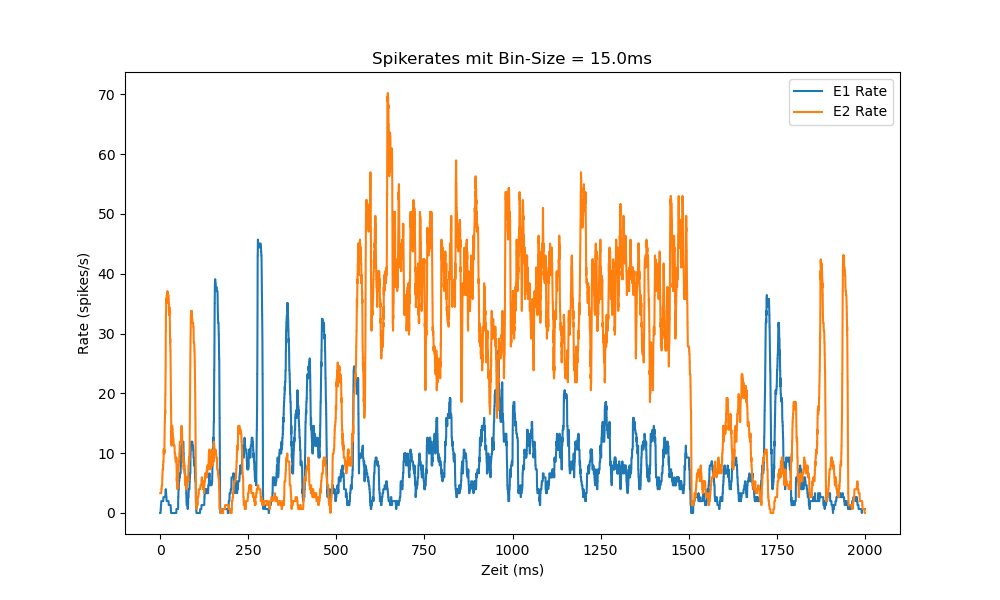 Spikerates mit Bin-Size = 15.0ms
E1 Rate
E2 Rate
70
60
50
40
30
20
10
0
Rate (spikes/s)
0 250 500 750 1000 1250 1500 1750 2000
Zeit (ms)